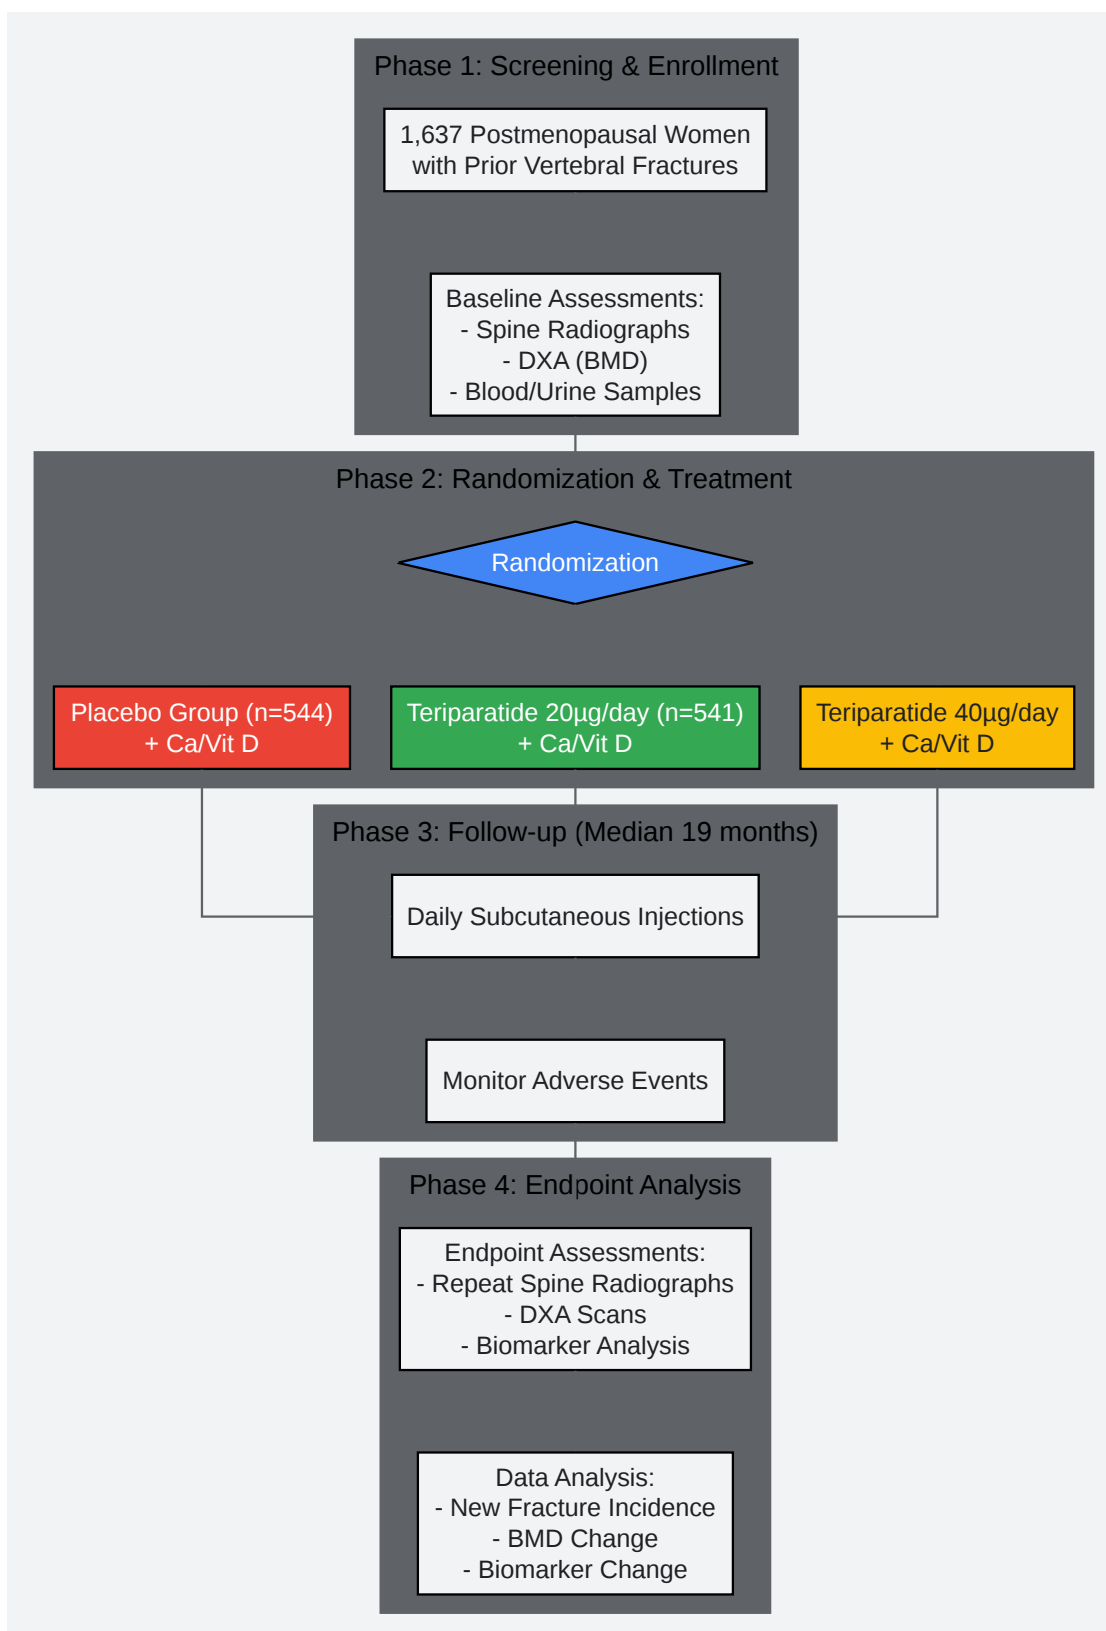 Phase 1: Screening & Enrollment
1,637 Postmenopausal Women
with Prior Vertebral Fractures
Baseline Assessments:
- Spine Radiographs
- DXA (BMD)
- Blood/Urine Samples
Phase 2: Randomization & Treatment
Randomization
Placebo Group (n=544)
+ Ca/Vit D
Teriparatide 20µg/day (n=541)
+ Ca/Vit D
Teriparatide 40µg/day
+ Ca/Vit D
Phase 3: Follow-up (Median 19 months)
Daily Subcutaneous Injections
Monitor Adverse Events
Phase 4: Endpoint Analysis
Endpoint Assessments:
- Repeat Spine Radiographs
- DXA Scans
- Biomarker Analysis
Data Analysis:
- New Fracture Incidence
- BMD Change
- Biomarker Change